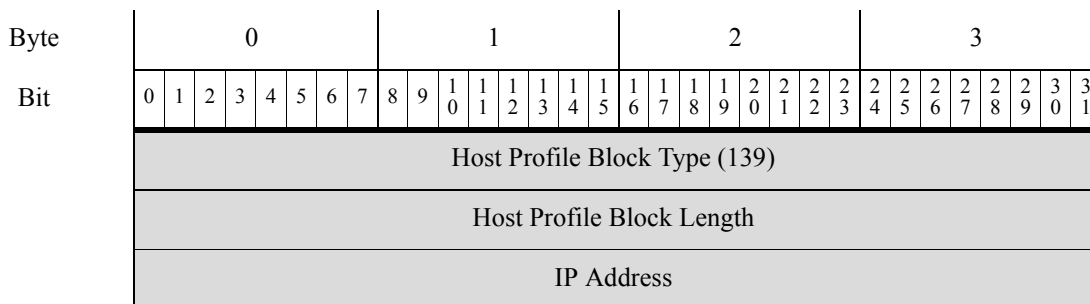 Byte 0 1 2 3
Bit 0 1 2 3 4 5 6 7 8 9 10 11 12 13 14 15 16 17 18 19 20 21 22 23 24 25 26 27 28 29 30 31
Host Profile Block Type (139)
Host Profile Block Length
IP Address